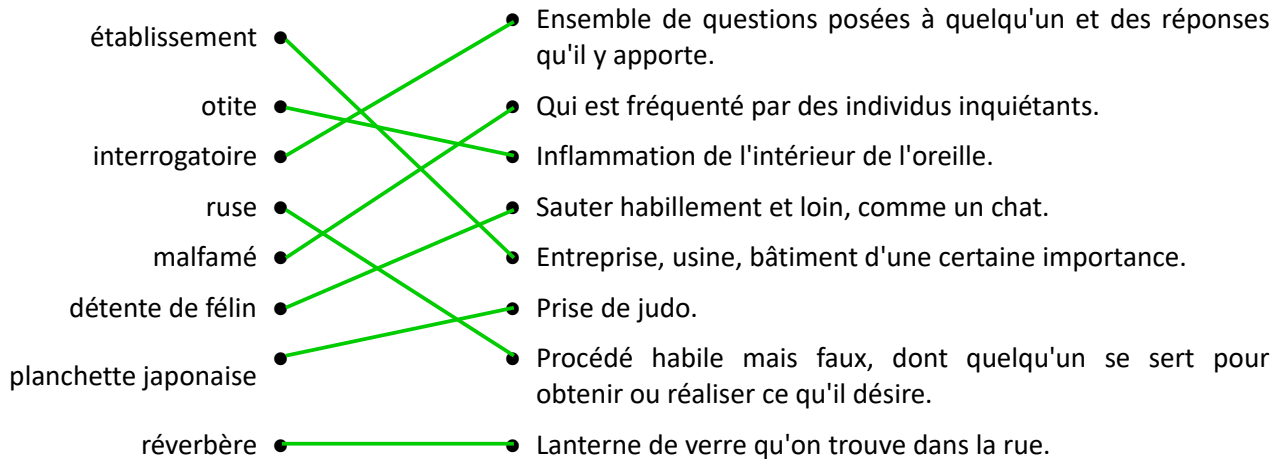 établissement
Ensemble de questions posées à quelqu'un et des réponses
qu'il y apporte.
otite
Qui est fréquenté par des individus inquiétants.
interrogatoire
Inflammation de l'intérieur de l'oreille.
ruse
Sauter habillement et loin, comme un chat.
malfamé
Entreprise, usine, bâtiment d'une certaine importance.
détente de félin
Prise de judo.
planchette japonaise
Procédé habile mais faux, dont quelqu'un se sert pour
obtenir ou réaliser ce qu'il désire.
réverbère
Lanterne de verre qu'on trouve dans la rue.